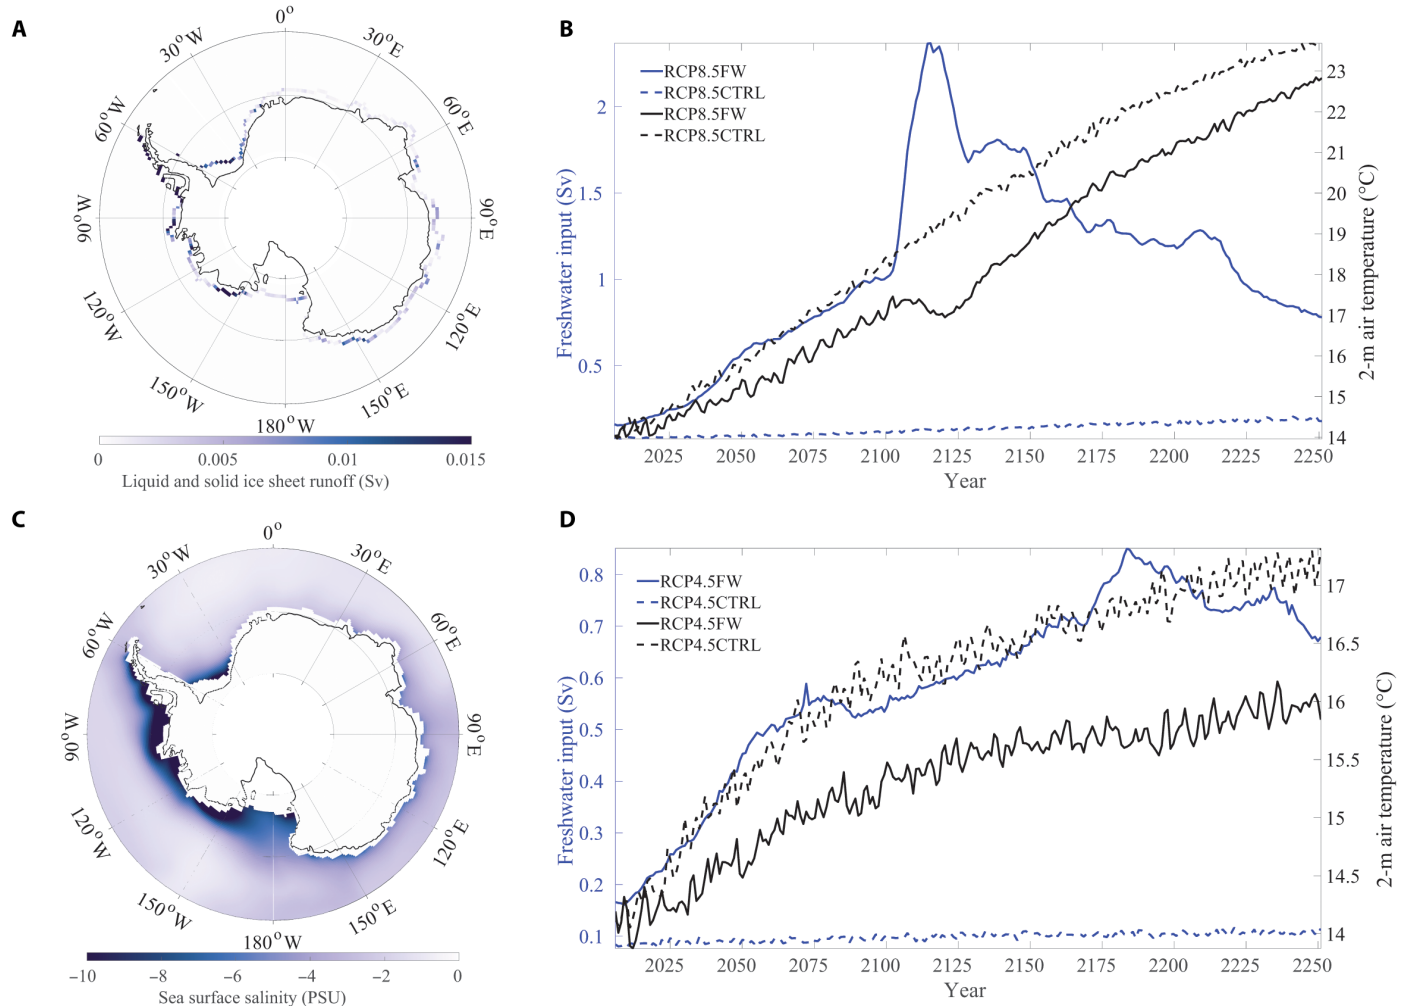 A
0°
30°E
60°E
90°E
120°E
150°E
180°W
150°W
120°W
90°W
60°W
30°W
0 0.005 0.01 0.015
Liquid and solid ice sheet runoff (Sv)
B
RCP8.5FW
RCP8.5CTRL
RCP8.5FW
RCP8.5CTRL
Freshwater input (Sv)
2
1.5
1
0.5
23
22
21
20
19
18
17
16
15
14
2-m air temperature (°C)
2025 2050 2075 2100 2125 2150 2175 2200 2225 2250
Year
C
0°
30°E
60°E
90°E
120°E
150°E
180°W
150°W
120°W
90°W
60°W
30°W
−10 −8 −6 −4 −2 0
Sea surface salinity (PSU)
D
RCP4.5FW
RCP4.5CTRL
RCP4.5FW
RCP4.5CTRL
Freshwater input (Sv)
0.8
0.7
0.6
0.5
0.4
0.3
0.2
0.1
17
16.5
16
15.5
15
14.5
14
2-m air temperature (°C)
2025 2050 2075 2100 2125 2150 2175 2200 2225 2250
Year